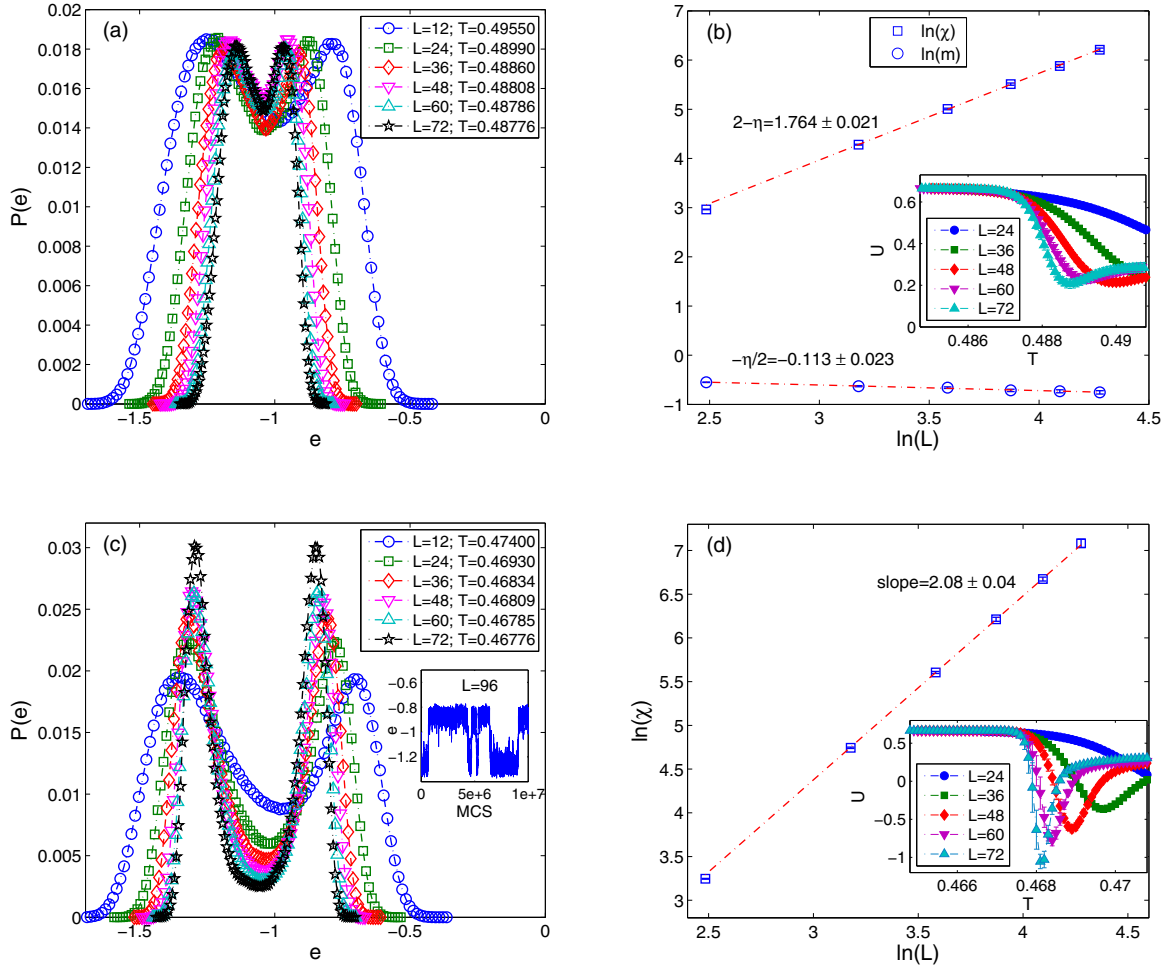 (a)
0.02
0.018
0.016
0.014
0.012
0.01
0.008
0.006
0.004
0.002
0
P(e)
−1.5
−1
−0.5
0
e
L=12; T=0.49550
L=24; T=0.48990
L=36; T=0.48860
L=48; T=0.48808
L=60; T=0.48786
L=72; T=0.48776
(b)
7
6
5
4
3
2
1
0
−1
2.5
3
3.5
4
4.5
ln(L)
ln(χ)
ln(m)
2−η=1.764 ± 0.021
−η/2=−0.113 ± 0.023
0.6
0.4
0.2
0
U
L=24
L=36
L=48
L=60
L=72
0.486
0.488
0.49
T
(c)
0.03
0.025
0.02
0.015
0.01
0.005
0
P(e)
−1.5
−1
−0.5
0
e
L=12; T=0.47400
L=24; T=0.46930
L=36; T=0.46834
L=48; T=0.46809
L=60; T=0.46785
L=72; T=0.46776
L=96
−0.6
−0.8
−1
−1.2
e
0
5e+6
1e+7
MCS
(d)
7
6.5
6
5.5
5
4.5
4
3.5
3
ln(χ)
2.5
3
3.5
4
4.5
ln(L)
slope=2.08 ± 0.04
0.5
0
−0.5
−1
U
L=24
L=36
L=48
L=60
L=72
0.466
0.468
0.47
T